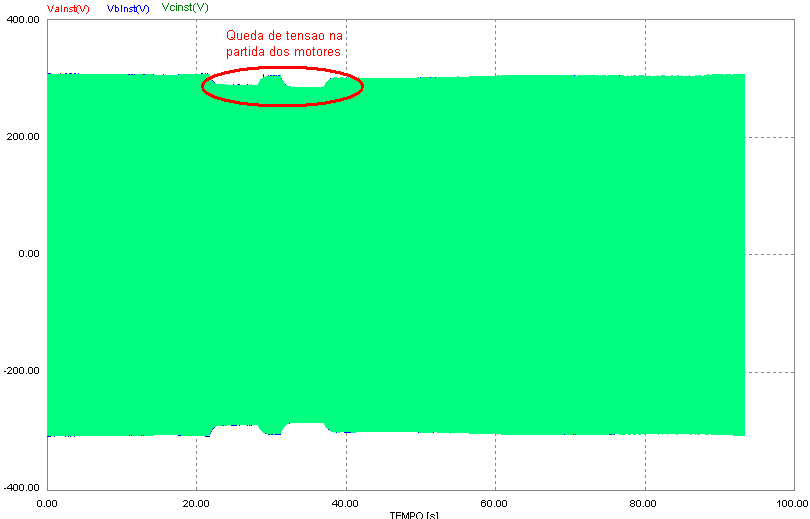 VaInst(V) VbInst(V) Vcinst(V)
400.00
Queda de tensao na
partida dos motores
200.00
0.00
-200.00
-400.00
0.00 20.00 40.00 60.00 80.00 100.00
TEMPO [s]